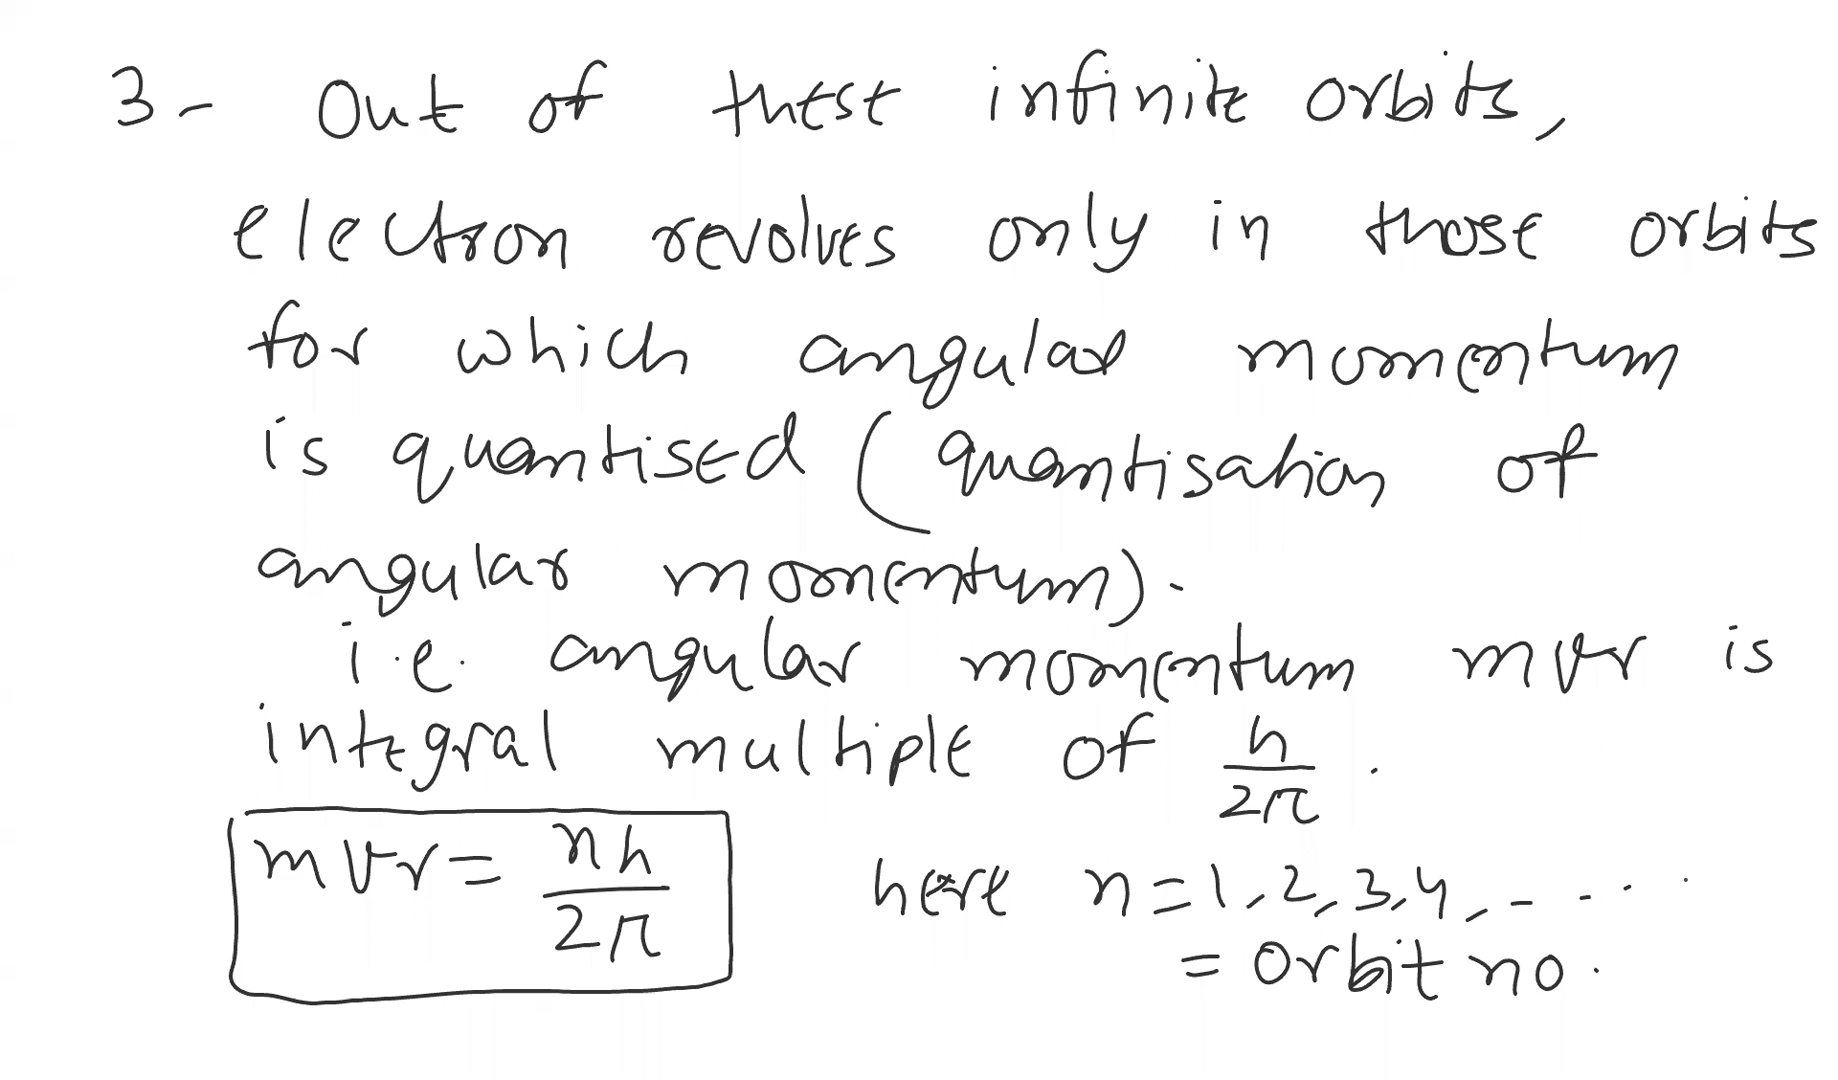 3- Out of these infinite orbits,
electron revolves only in those orbits
for which angular momentum
is quantised (quantisation of
angular momentum).
i.e. angular momentum mvr is
integral multiple of h/2π.
mvr = nh/2π here n=1,2,3,4,-- - ...
= orbit no.